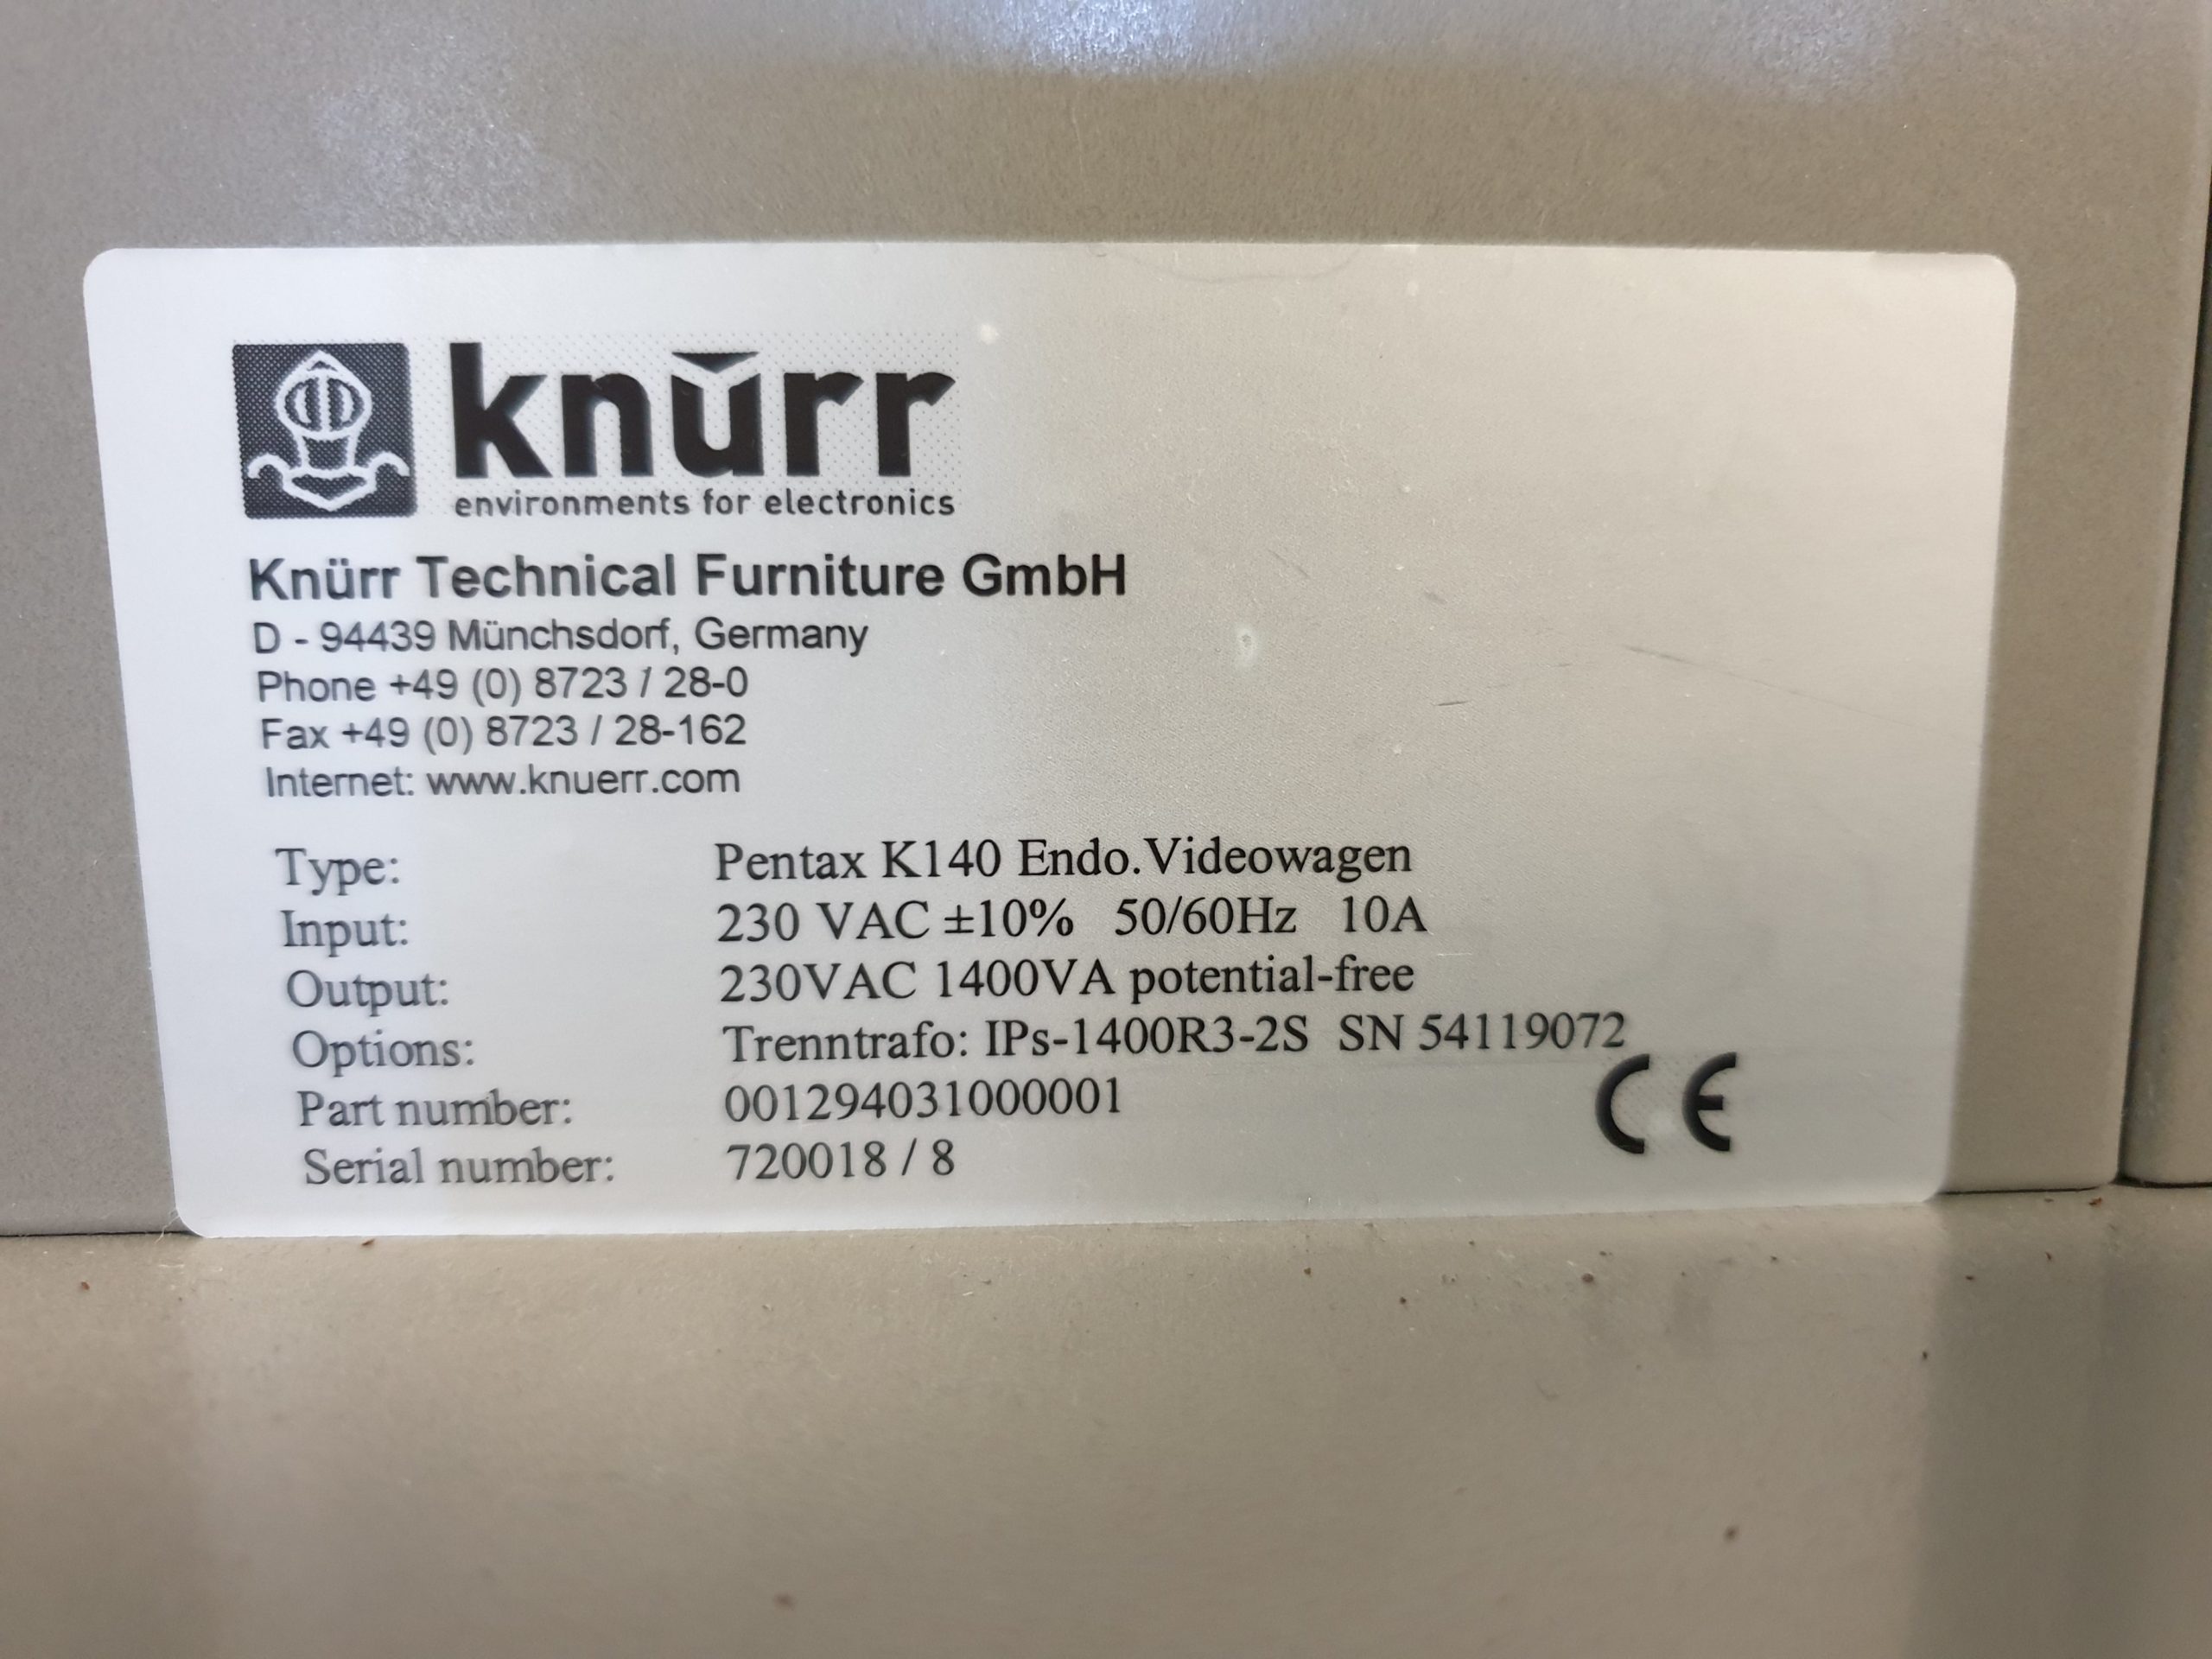 knürr
environments for electronics
Knürr Technical Furniture GmbH
D - 94439 Münchsdorf, Germany
Phone +49 (0) 8723 / 28-0
Fax +49 (0) 8723 / 28-162
Internet: www.knuerr.com
Type: Pentax K140 Endo.Videowagen
Input: 230 VAC ±10% 50/60Hz 10A
Output: 230VAC 1400VA potential-free
Options: Trenntrafo: IPs-1400R3-2S SN 54119072
Part number: 001294031000001
Serial number: 720018 / 8
CE